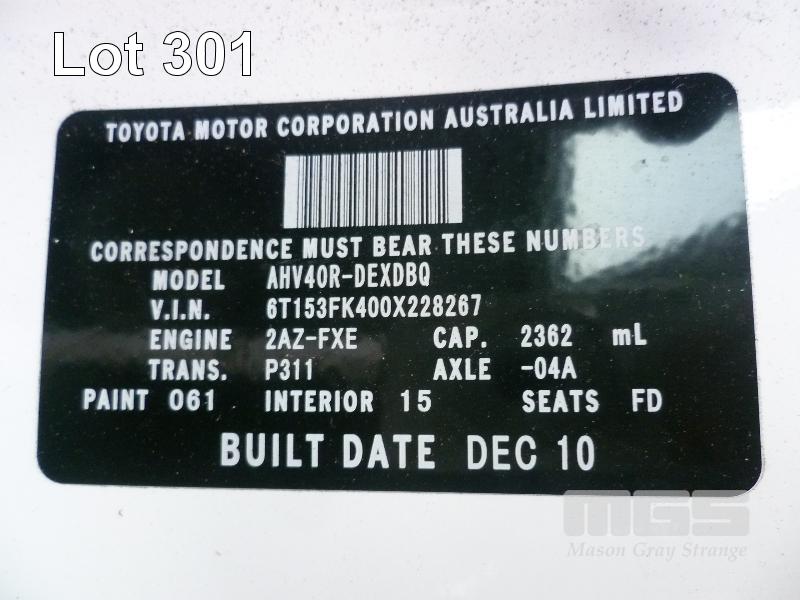 Lot 301
TOYOTA MOTOR CORPORATION AUSTRALIA LIMITED
CORRESPONDENCE MUST BEAR THESE NUMBERS
MODEL AHV40R-DEXDBQ
V.I.N. 6T153FK400X228267
ENGINE 2AZ-FXE CAP. 2362 mL
TRANS. P311 AXLE -04A
PAINT 061 INTERIOR 15 SEATS FD
BUILT DATE DEC 10
MGS
Mason Gray Strange